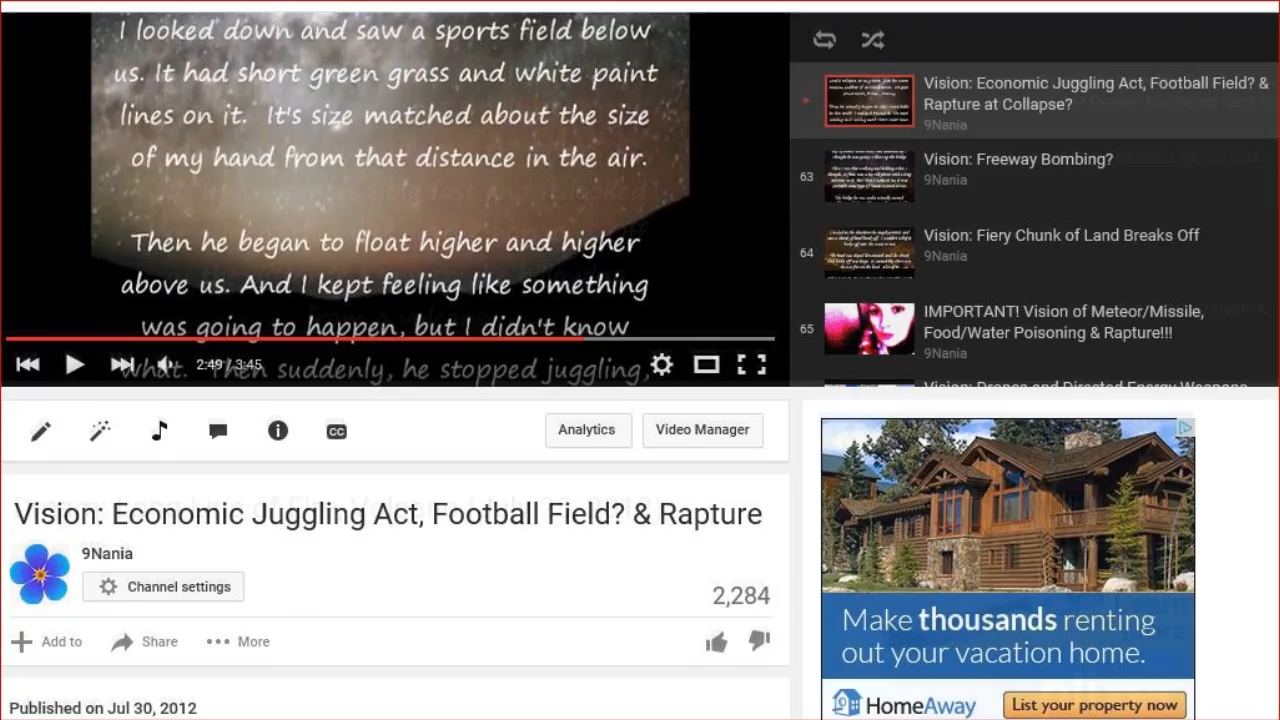 I looked down and saw a sports field below
us. It had short green grass and white paint
lines on it. It's size matched about the size
of my hand from that distance in the air.
Then he began to float higher and higher
above us. And I kept feeling like something
was going to happen, but I didn't know
what. Then suddenly, he stopped juggling,
2:49 / 3:45
Vision: Economic Juggling Act, Football Field? &
Rapture at Collapse?
9Nania
63
Vision: Freeway Bombing?
9Nania
64
Vision: Fiery Chunk of Land Breaks Off
9Nania
65
IMPORTANT! Vision of Meteor/Missile,
Food/Water Poisoning & Rapture!!!
9Nania
Vision: Drones and Directed Energy Weapons
CC
Analytics
Video Manager
Vision: Economic Juggling Act, Football Field? & Rapture
9Nania
Channel settings
2,284
Add to
Share
More
Published on Jul 30, 2012
Make thousands renting
out your vacation home.
HomeAway
List your property now